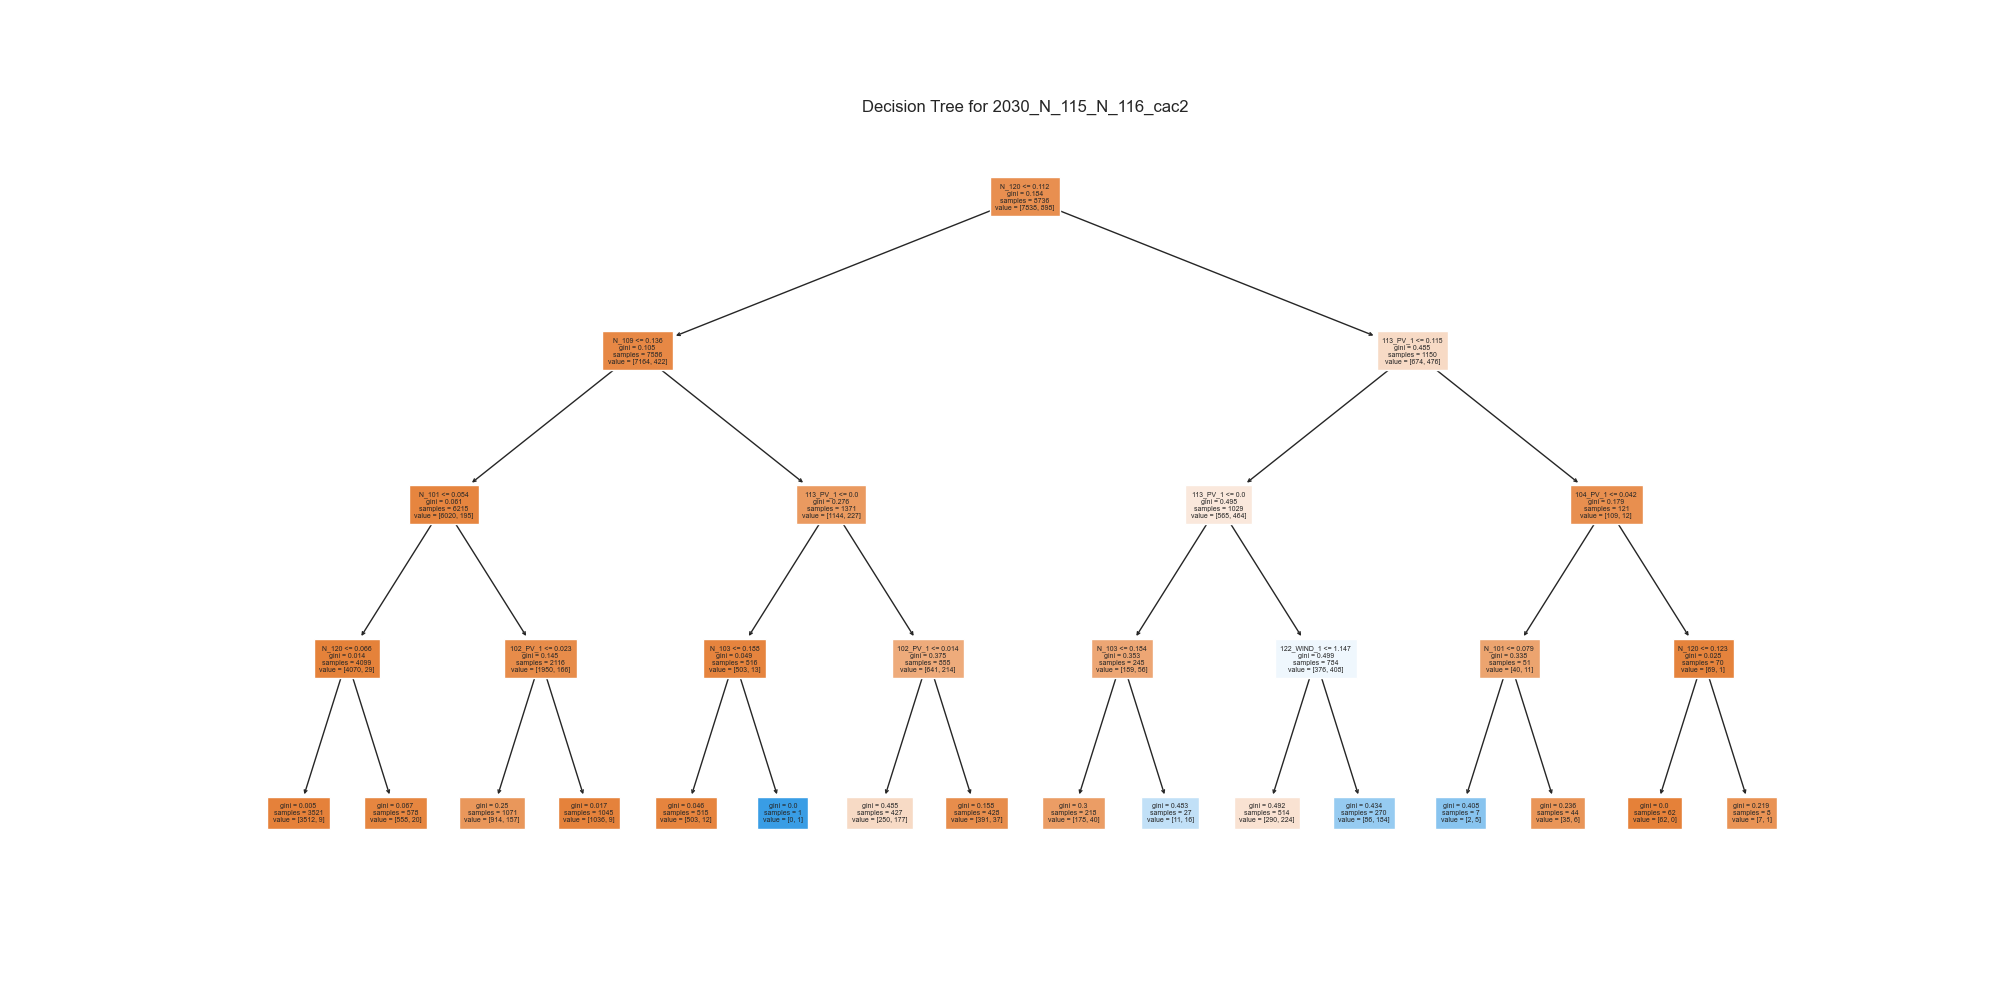 Decision Tree for 2030_N_115_N_116_cac2
N_120 <= 0.112
gini = 0.184
samples = 8736
value = [7838, 898]
N_109 <= 0.136
gini = 0.105
samples = 7586
value = [7164, 422]
113_PV_1 <= 0.115
gini = 0.485
samples = 1150
value = [674, 476]
N_101 <= 0.054
gini = 0.061
samples = 6215
value = [6020, 195]
113_PV_1 <= 0.0
gini = 0.276
samples = 1371
value = [1144, 227]
113_PV_1 <= 0.0
gini = 0.495
samples = 1029
value = [565, 464]
104_PV_1 <= 0.042
gini = 0.179
samples = 121
value = [109, 12]
N_120 <= 0.066
gini = 0.014
samples = 4099
value = [4070, 29]
102_PV_1 <= 0.023
gini = 0.145
samples = 2116
value = [1950, 166]
N_103 <= 0.188
gini = 0.049
samples = 516
value = [503, 13]
102_PV_1 <= 0.014
gini = 0.375
samples = 855
value = [641, 214]
N_103 <= 0.184
gini = 0.353
samples = 245
value = [189, 56]
122_WIND_1 <= 1.147
gini = 0.499
samples = 784
value = [376, 408]
N_101 <= 0.079
gini = 0.338
samples = 51
value = [40, 11]
N_120 <= 0.123
gini = 0.028
samples = 70
value = [69, 1]
gini = 0.005
samples = 3521
value = [3512, 9]
gini = 0.067
samples = 578
value = [558, 20]
gini = 0.25
samples = 1071
value = [914, 157]
gini = 0.017
samples = 1045
value = [1036, 9]
gini = 0.046
samples = 515
value = [503, 12]
gini = 0.0
samples = 1
value = [0, 1]
gini = 0.485
samples = 427
value = [250, 177]
gini = 0.158
samples = 428
value = [391, 37]
gini = 0.3
samples = 218
value = [178, 40]
gini = 0.483
samples = 27
value = [11, 16]
gini = 0.492
samples = 514
value = [290, 224]
gini = 0.434
samples = 270
value = [86, 184]
gini = 0.408
samples = 7
value = [2, 5]
gini = 0.236
samples = 44
value = [38, 6]
gini = 0.0
samples = 62
value = [62, 0]
gini = 0.219
samples = 8
value = [7, 1]